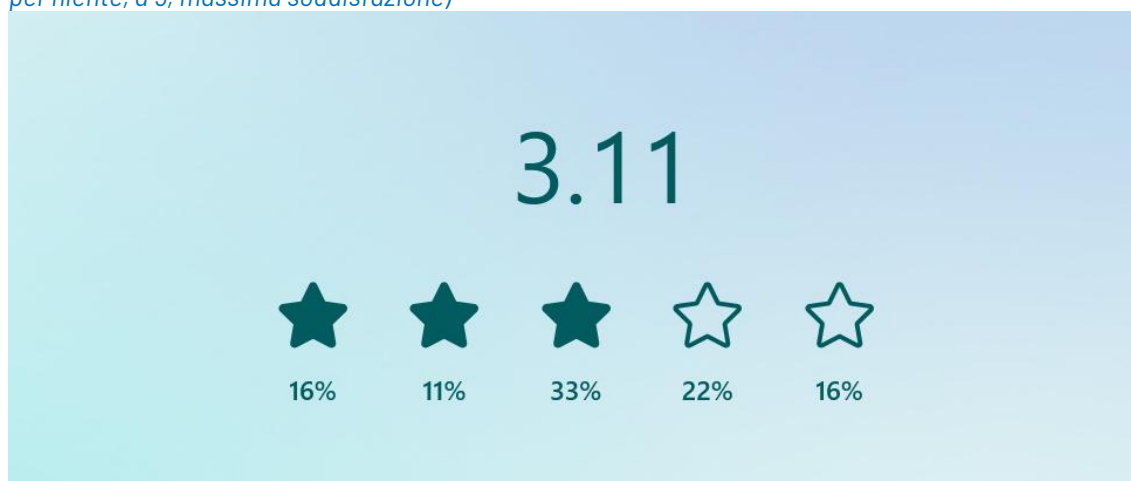 per niente, a 5, massima soddisfazione)
3.11
16% 11% 33% 22% 16%